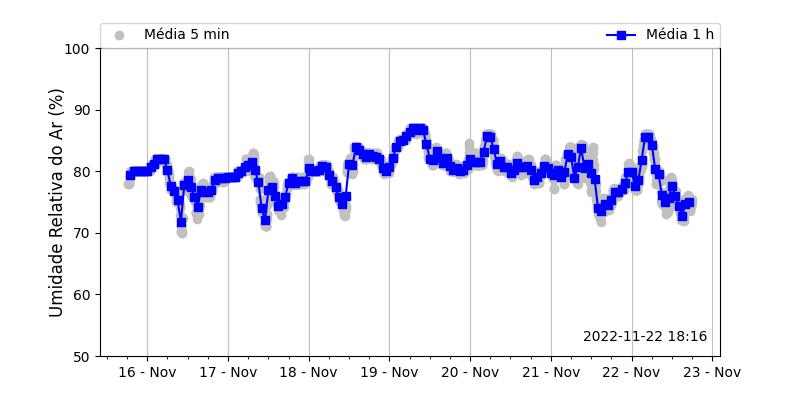 Média 5 min
Média 1 h
Umidade Relativa do Ar (%)
100
90
80
70
60
50
2022-11-22 18:16
16 - Nov
17 - Nov
18 - Nov
19 - Nov
20 - Nov
21 - Nov
22 - Nov
23 - Nov